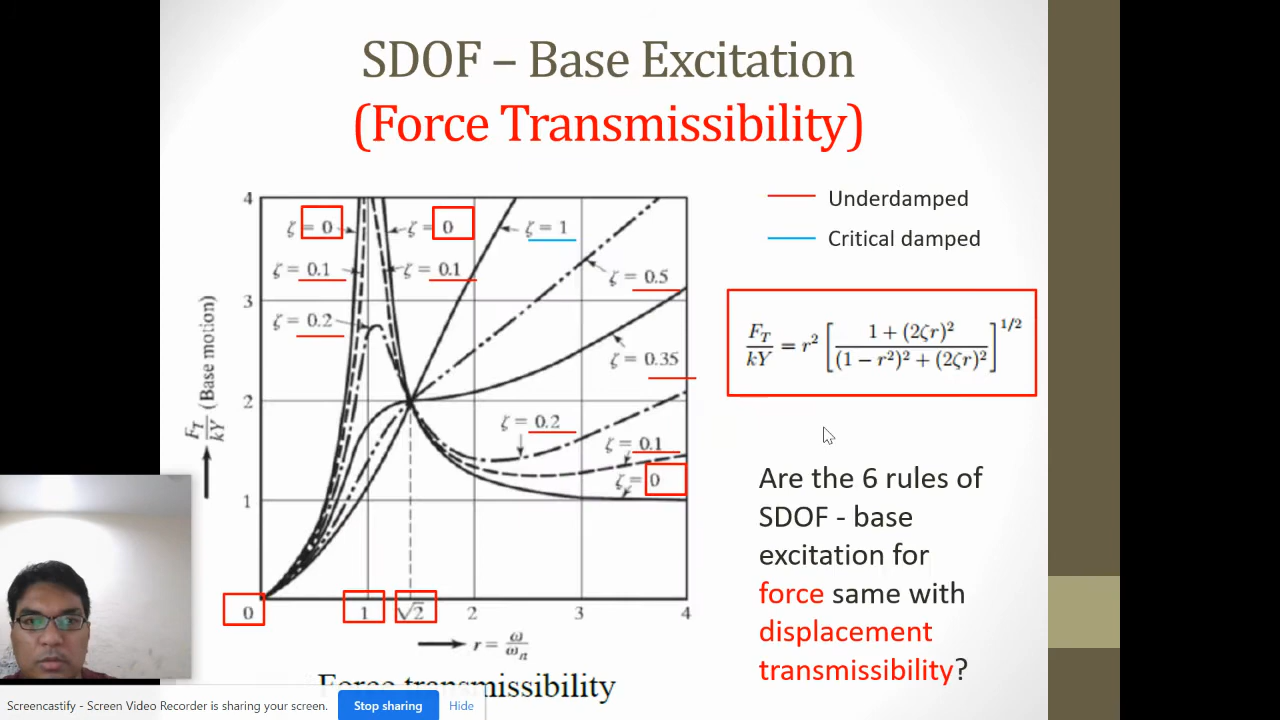 SDOF – Base Excitation
(Force Transmissibility)
4
3
2
1
0
1
√2
2
3
4
ζ = 0
ζ = 0
ζ = 1
ζ = 0.1
ζ = 0.1
ζ = 0.5
ζ = 0.2
ζ = 0.35
ζ = 0.2
ζ = 0.1
ζ = 0
F_T/kY (Base motion)
r = ω/ω_n
Force transmissibility
Underdamped
Critical damped
F_T/kY = r² [ (1 + (2ζr)²) / ((1 − r²)² + (2ζr)²) ]^1/2
Are the 6 rules of
SDOF - base
excitation for
force same with
displacement
transmissibility?
Screencastify - Screen Video Recorder is sharing your screen.
Stop sharing
Hide